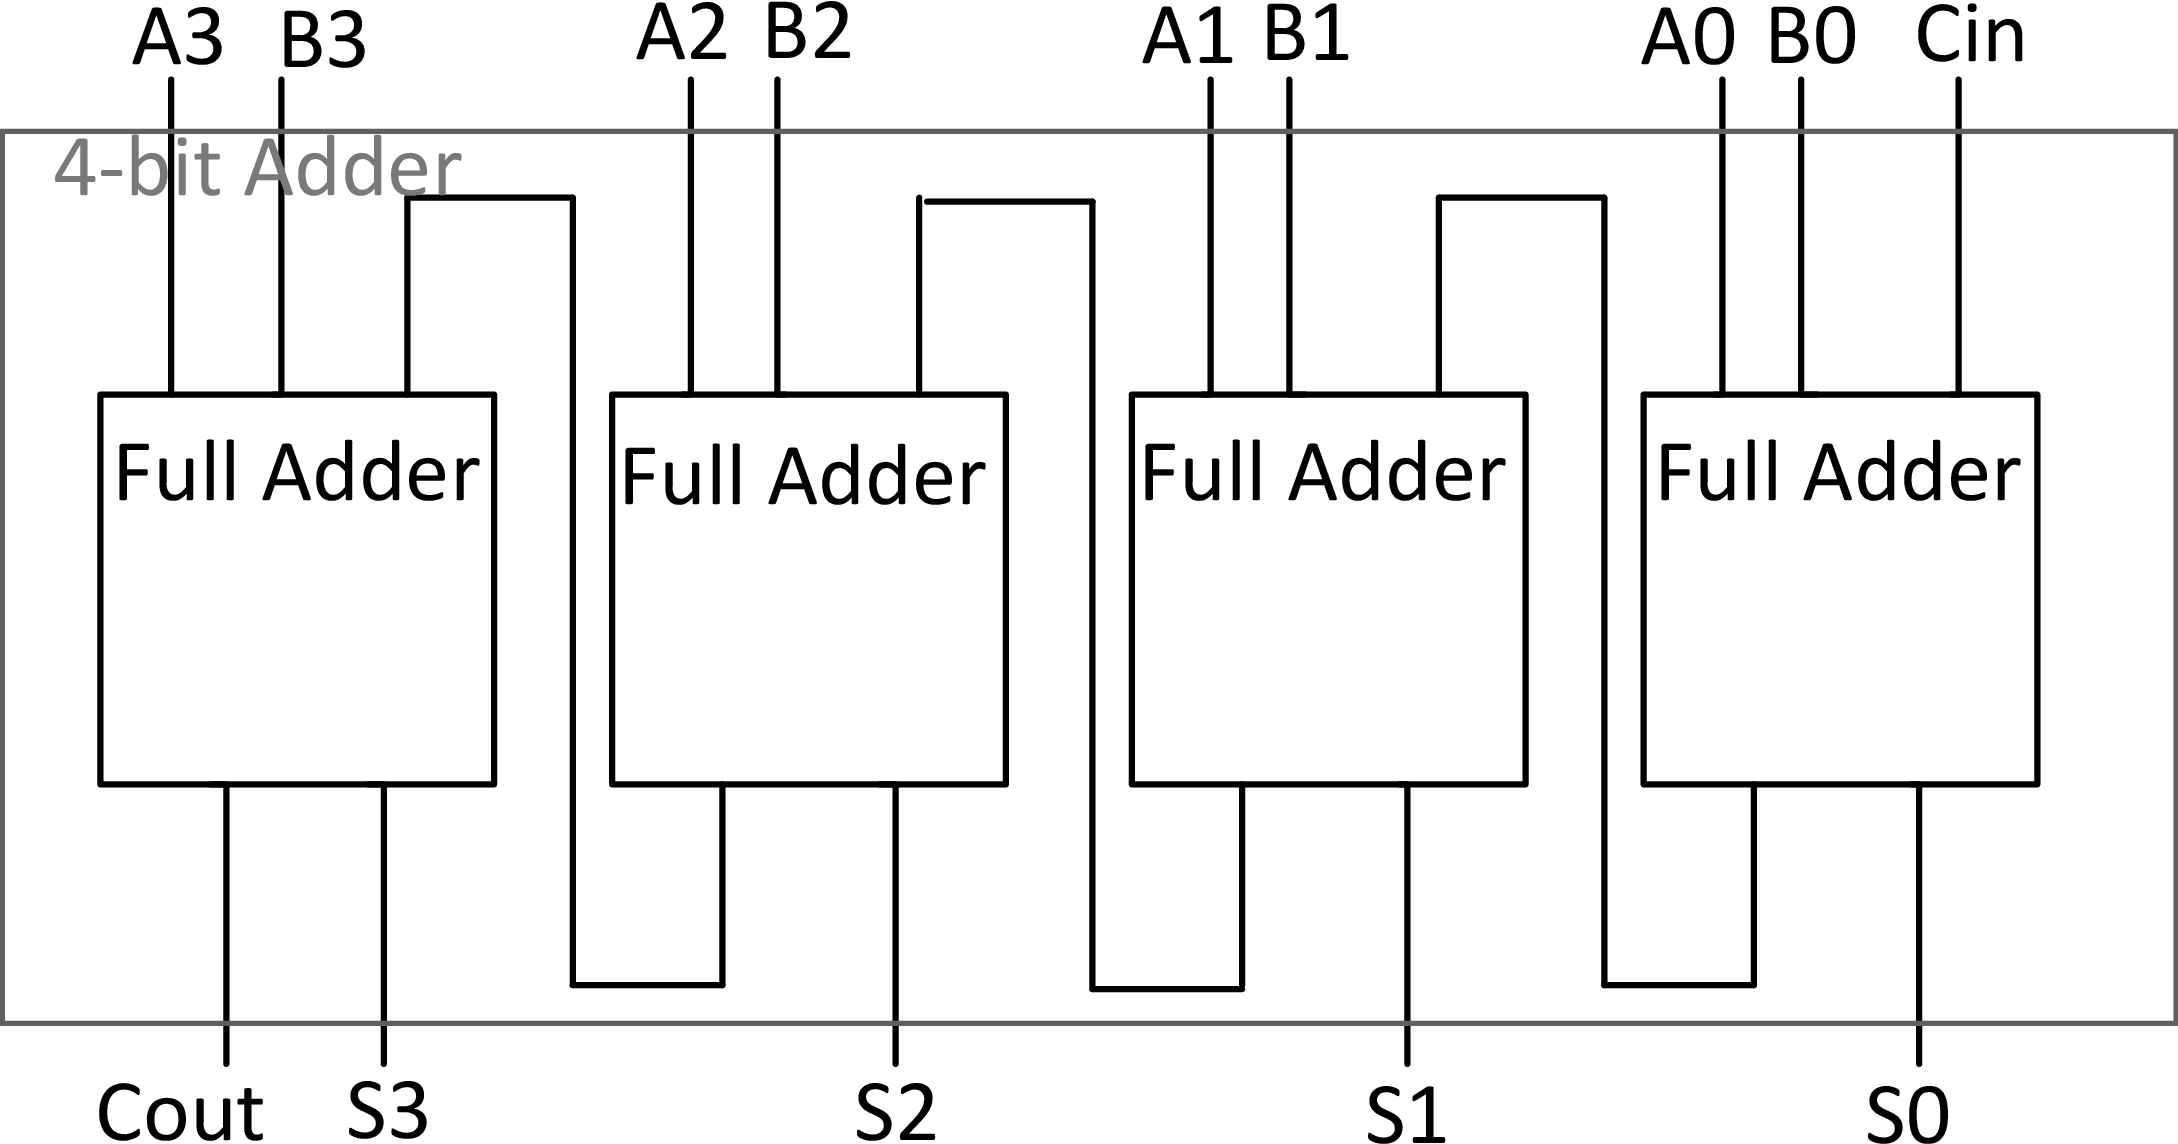 A3 B3 A2 B2 A1 B1 A0 B0 Cin
4-bit Adder
Full Adder Full Adder Full Adder Full Adder
Cout S3 S2 S1 S0